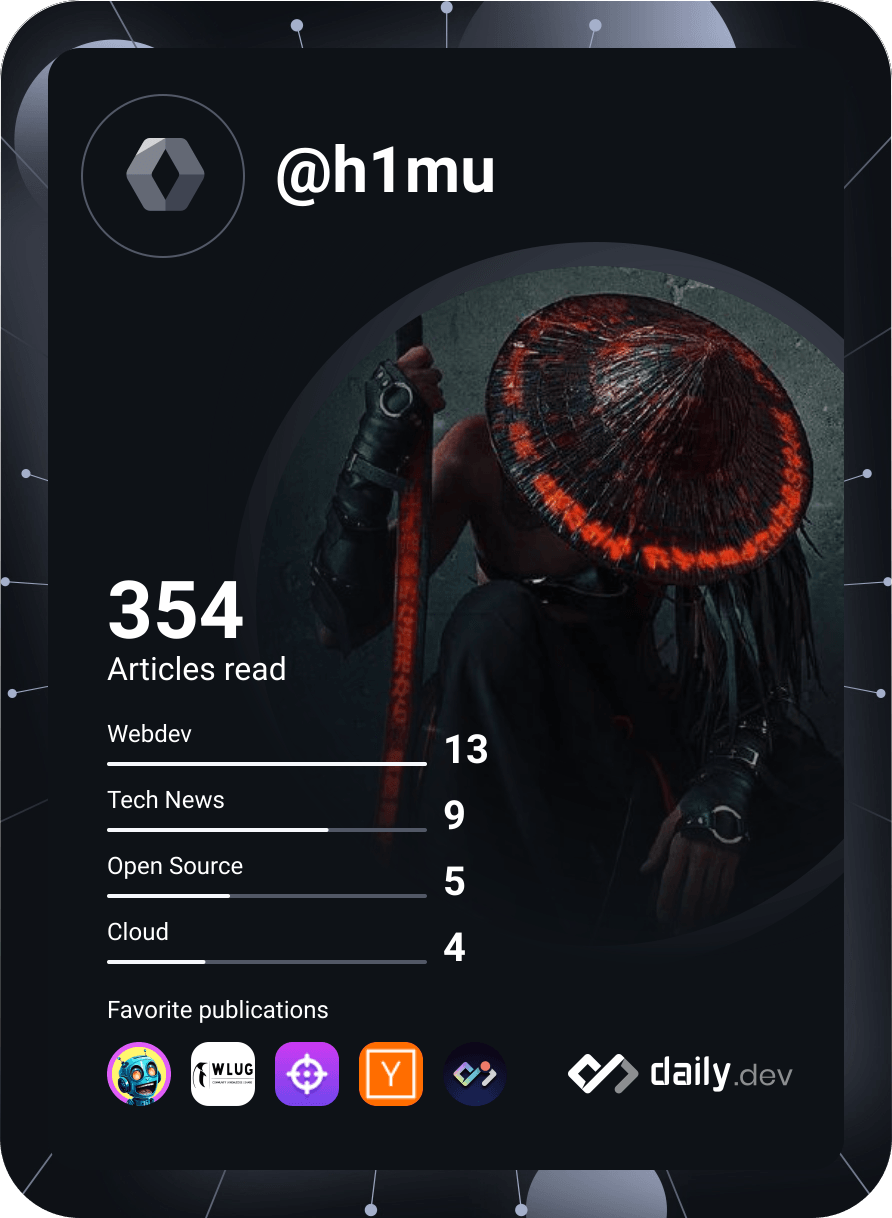 @h1mu
354
Articles read
Webdev
13
Tech News
9
Open Source
5
Cloud
4
Favorite publications
WLUG
Y
daily.dev